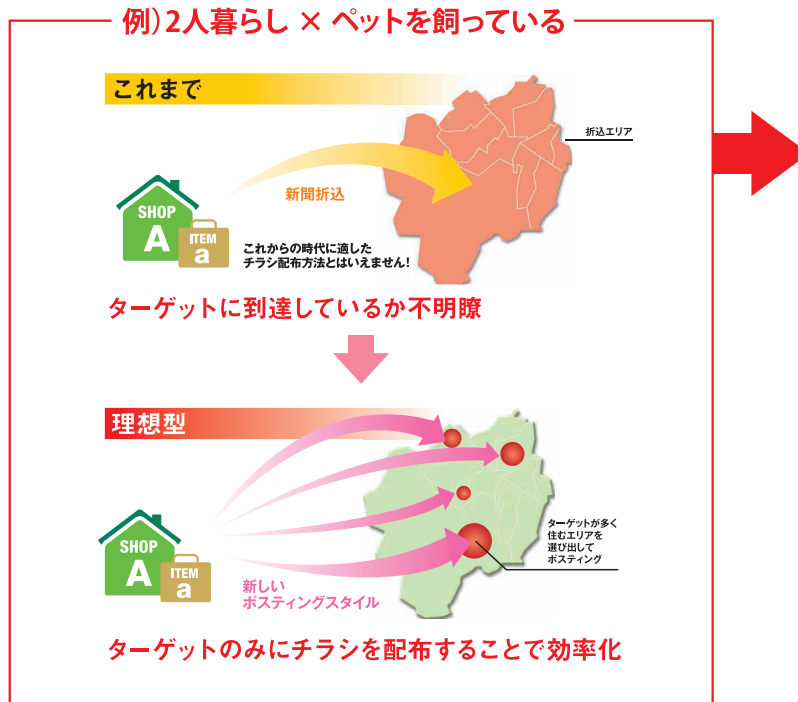 例）2人暮らし × ペットを飼っている
これまで
折込エリア
新聞折込
SHOP
A
ITEM
a
これからの時代に適した
チラシ配布方法とはいえません！
ターゲットに到達しているか不明瞭
理想型
ターゲットが多く
住むエリアを
選び出して
ポスティング
SHOP
A
ITEM
a
新しい
ポスティングスタイル
ターゲットのみにチラシを配布することで効率化